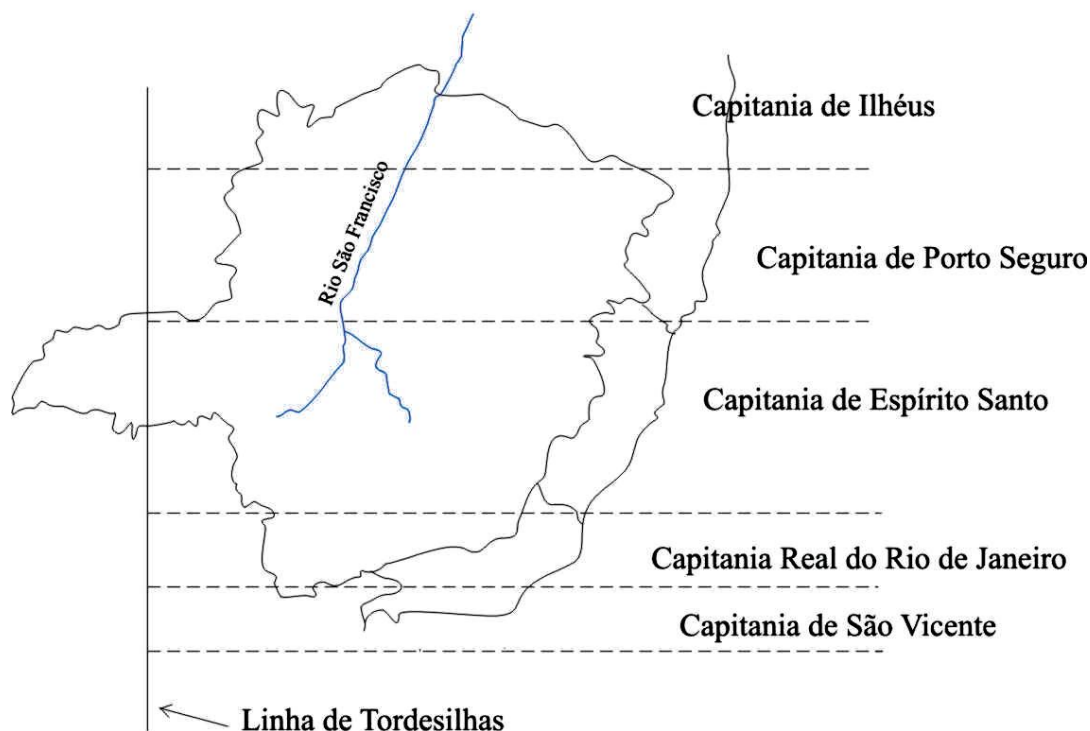 Capitania de Ilhéus
Rio São Francisco
Capitania de Porto Seguro
Capitania de Espírito Santo
Capitania Real do Rio de Janeiro
Capitania de São Vicente
Linha de Tordesilhas